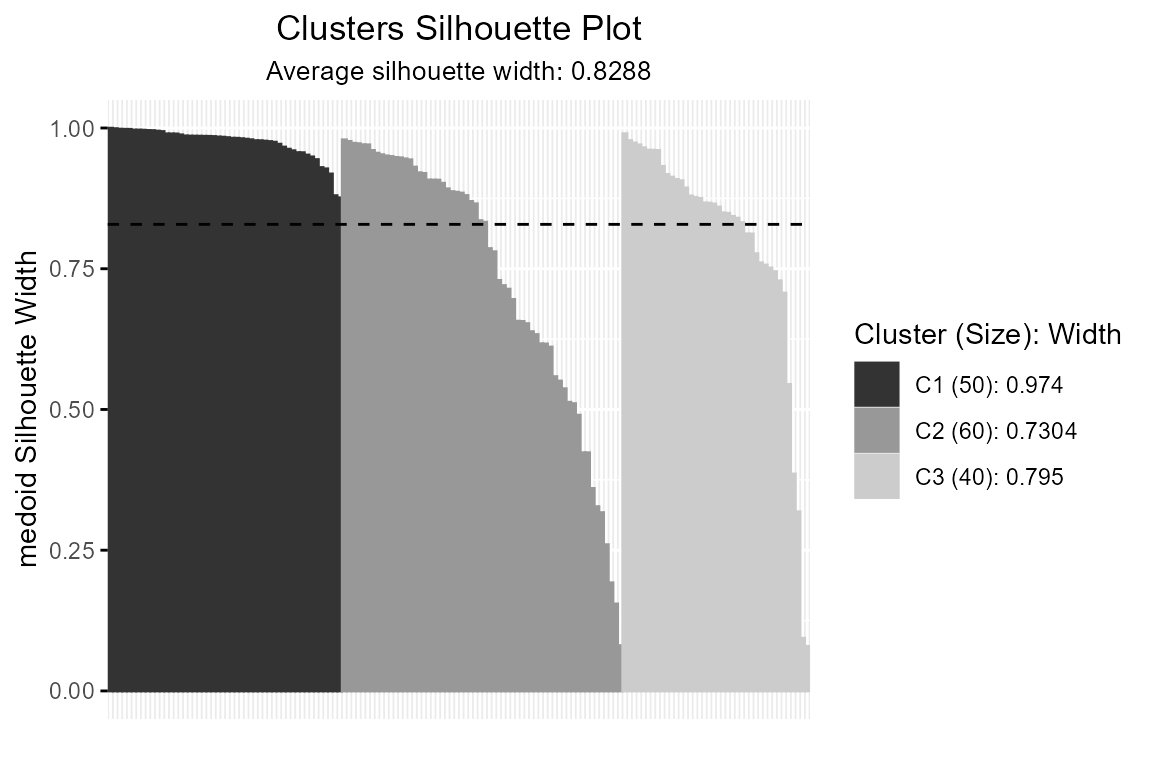 Clusters Silhouette Plot
Average silhouette width: 0.8288
medoid Silhouette Width
1.00
0.75
0.50
0.25
0.00
Cluster (Size): Width
C1 (50): 0.974
C2 (60): 0.7304
C3 (40): 0.795